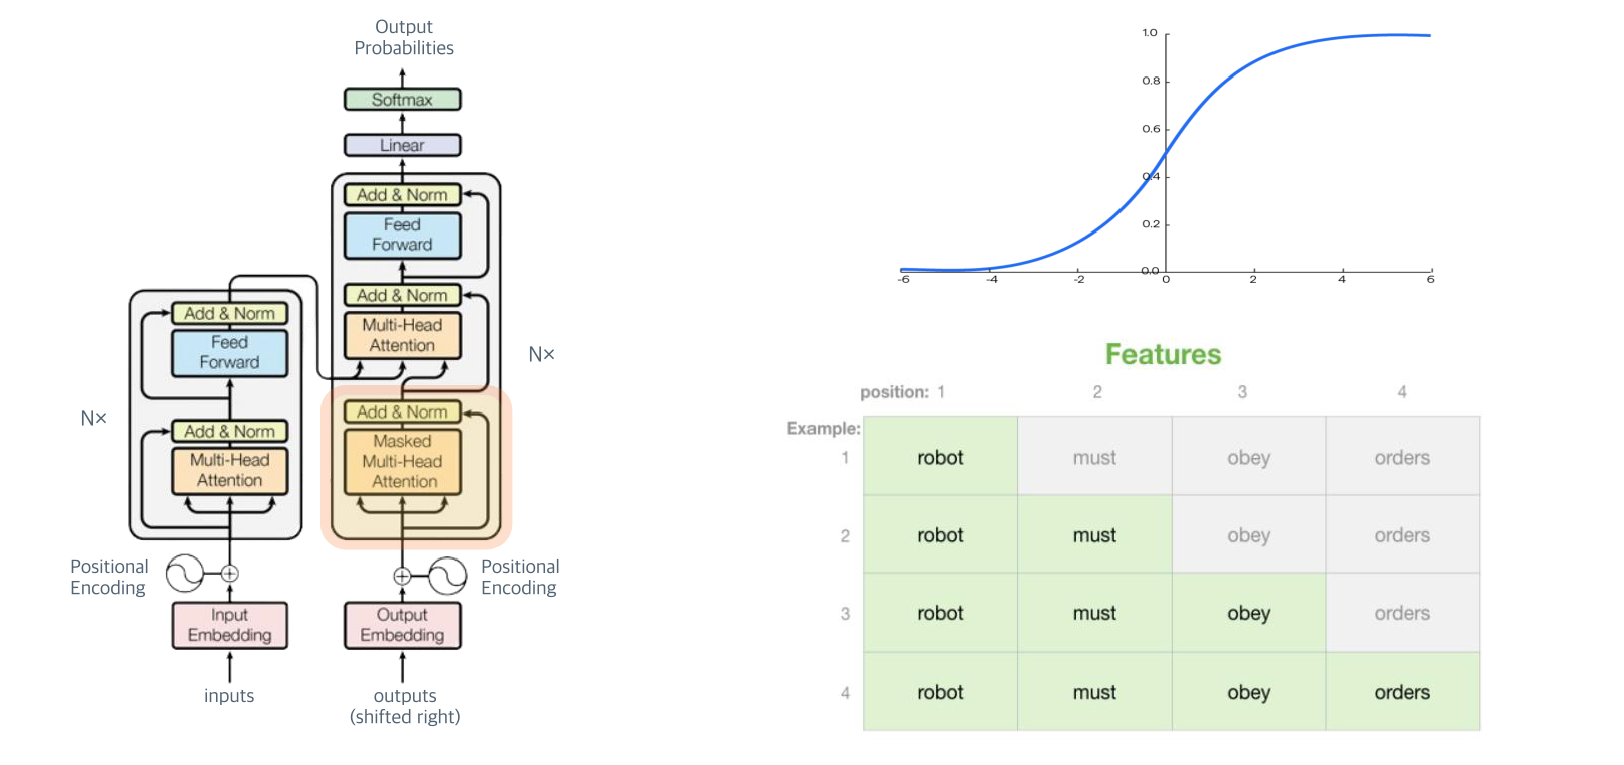 Output
Probabilities
Softmax
Linear
Add & Norm
Feed
Forward
Add & Norm
Multi-Head
Attention
N×
Add & Norm
Masked
Multi-Head
Attention
Add & Norm
Feed
Forward
N×
Add & Norm
Multi-Head
Attention
Positional
Encoding
Positional
Encoding
Input
Embedding
Output
Embedding
inputs
outputs
(shifted right)
1.0
0.8
0.6
0.4
0.2
0.0
-6 -4 -2 0 2 4 6
Features
position: 1 2 3 4
Example:
1 robot must obey orders
2 robot must obey orders
3 robot must obey orders
4 robot must obey orders